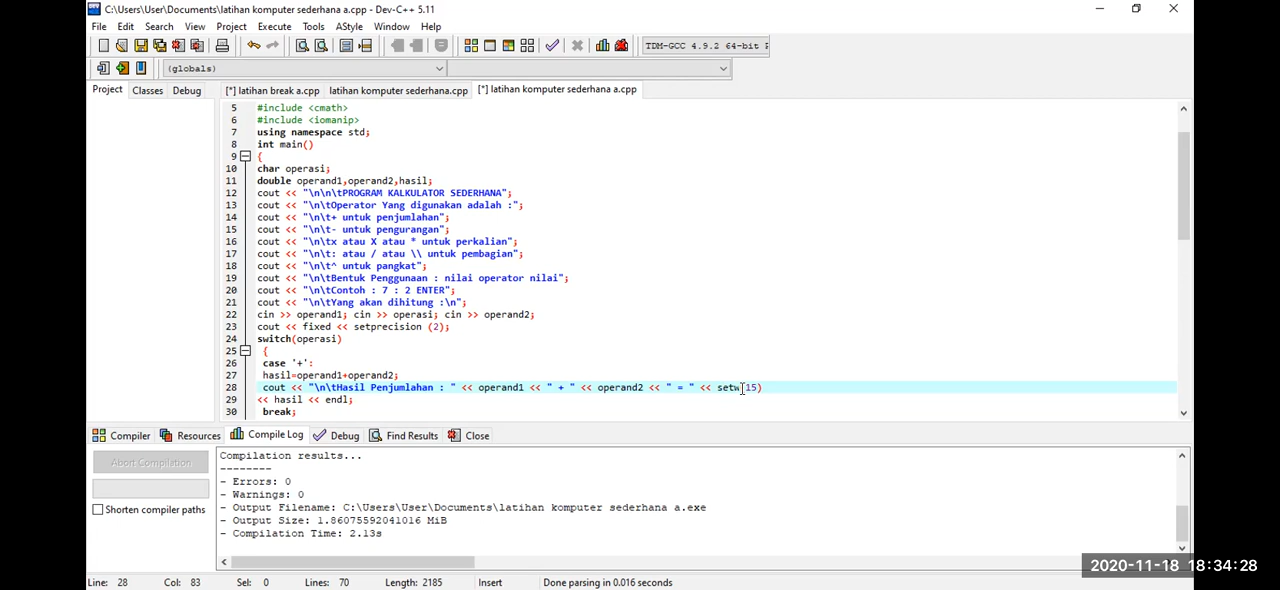 C:\Users\User\Documents\latihan komputer sederhana a.cpp - Dev-C++ 5.11
File Edit Search View Project Execute Tools AStyle Window Help
TDM-GCC 4.9.2 64-bit
(globals)
Project Classes Debug
[*] latihan break a.cpp latihan komputer sederhana.cpp [*] latihan komputer sederhana a.cpp
5 #include <cmath>
6 #include <iomanip>
7 using namespace std;
8 int main()
9 {
10 char operasi;
11 double operand1,operand2,hasil;
12 cout << "\n\n\tPROGRAM KALKULATOR SEDERHANA";
13 cout << "\n\tOperator Yang digunakan adalah :";
14 cout << "\n\t+ untuk penjumlahan";
15 cout << "\n\t- untuk pengurangan";
16 cout << "\n\tx atau X atau * untuk perkalian";
17 cout << "\n\t: atau / atau \\ untuk pembagian";
18 cout << "\n\t^ untuk pangkat";
19 cout << "\n\tBentuk Penggunaan : nilai operator nilai";
20 cout << "\n\tContoh : 7 : 2 ENTER";
21 cout << "\n\tYang akan dihitung :\n";
22 cin >> operand1; cin >> operasi; cin >> operand2;
23 cout << fixed << setprecision (2);
24 switch(operasi)
25 {
26 case '+':
27 hasil=operand1+operand2;
28 cout << "\n\tHasil Penjumlahan : " << operand1 << " + " << operand2 << " = " << setw(15)
29 << hasil << endl;
30 break;
Compiler Resources Compile Log Debug Find Results Close
Abort Compilation
Shorten compiler paths
Compilation results...
--------
- Errors: 0
- Warnings: 0
- Output Filename: C:\Users\User\Documents\latihan komputer sederhana a.exe
- Output Size: 1.86075592041016 MiB
- Compilation Time: 2.13s
Line: 28 Col: 83 Sel: 0 Lines: 70 Length: 2185 Insert Done parsing in 0.016 seconds
2020-11-18 18:34:28